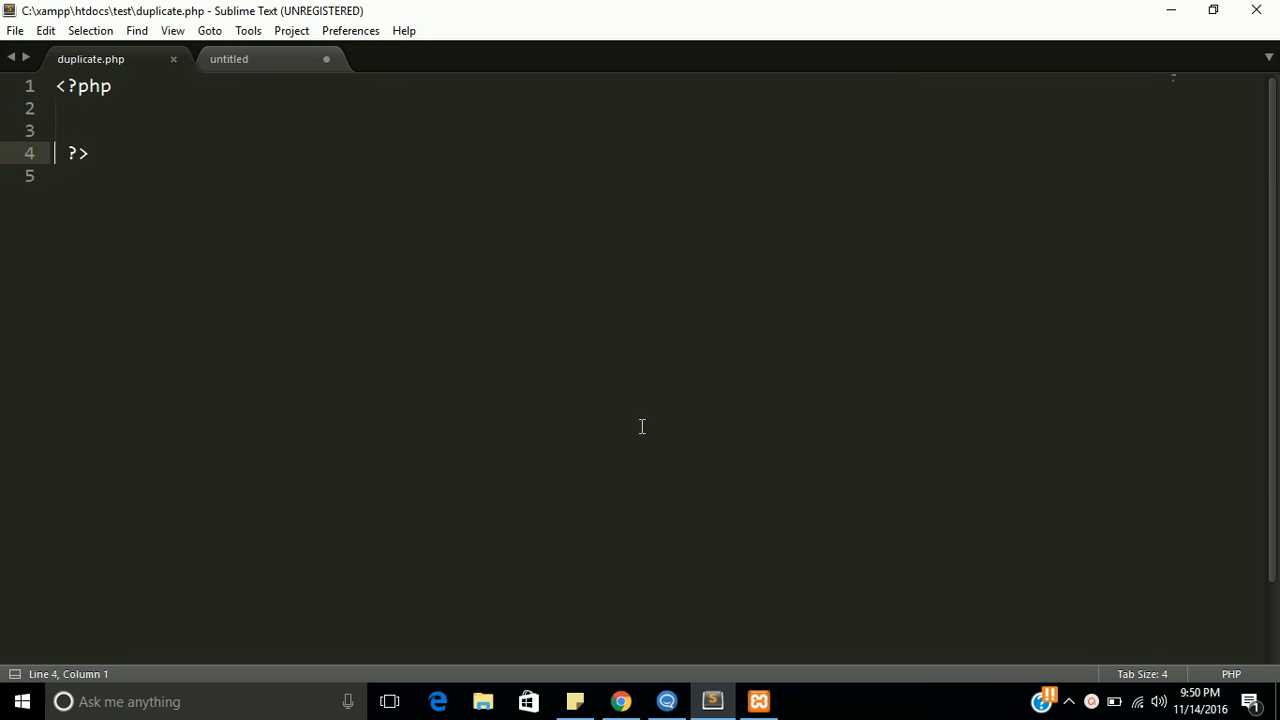 C:\xampp\htdocs\test\duplicate.php - Sublime Text (UNREGISTERED)
File Edit Selection Find View Goto Tools Project Preferences Help
duplicate.php × untitled
1 <?php
2
3
4 ?>
5
Line 4, Column 1 Tab Size: 4 PHP
Ask me anything
9:50 PM
11/14/2016
1